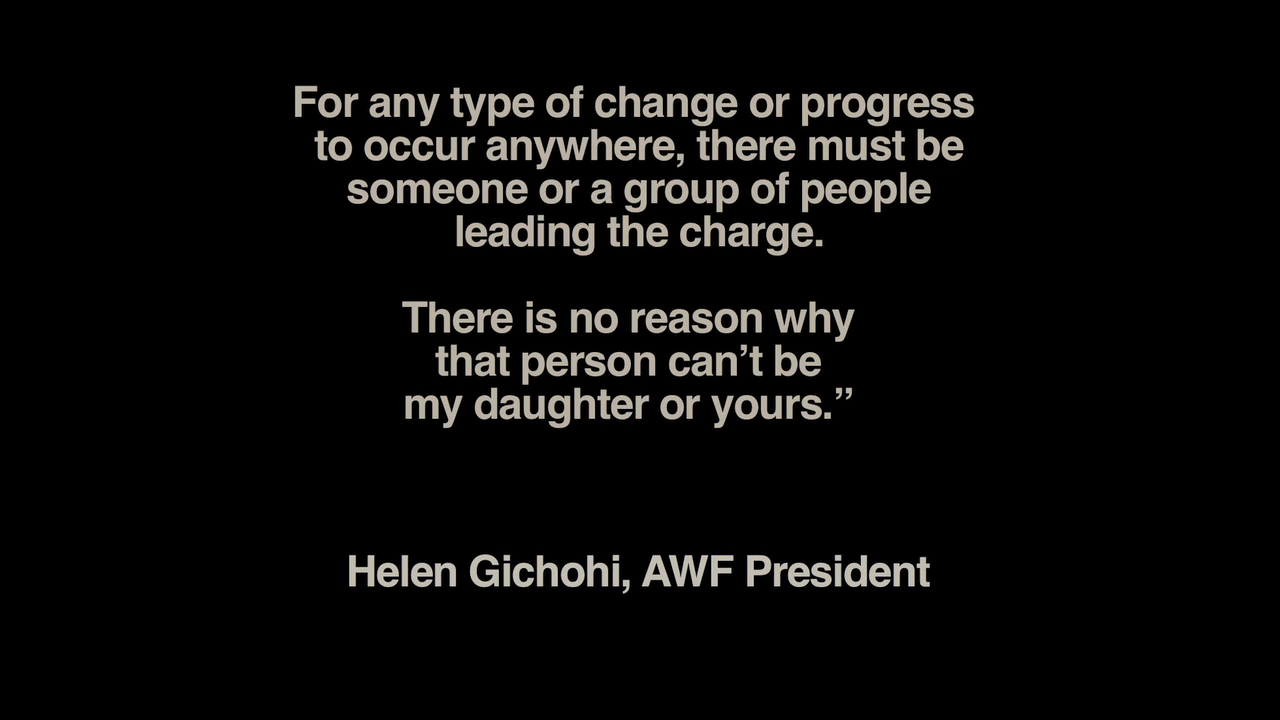 For any type of change or progress
to occur anywhere, there must be
someone or a group of people
leading the charge.
There is no reason why
that person can’t be
my daughter or yours.”
Helen Gichohi, AWF President